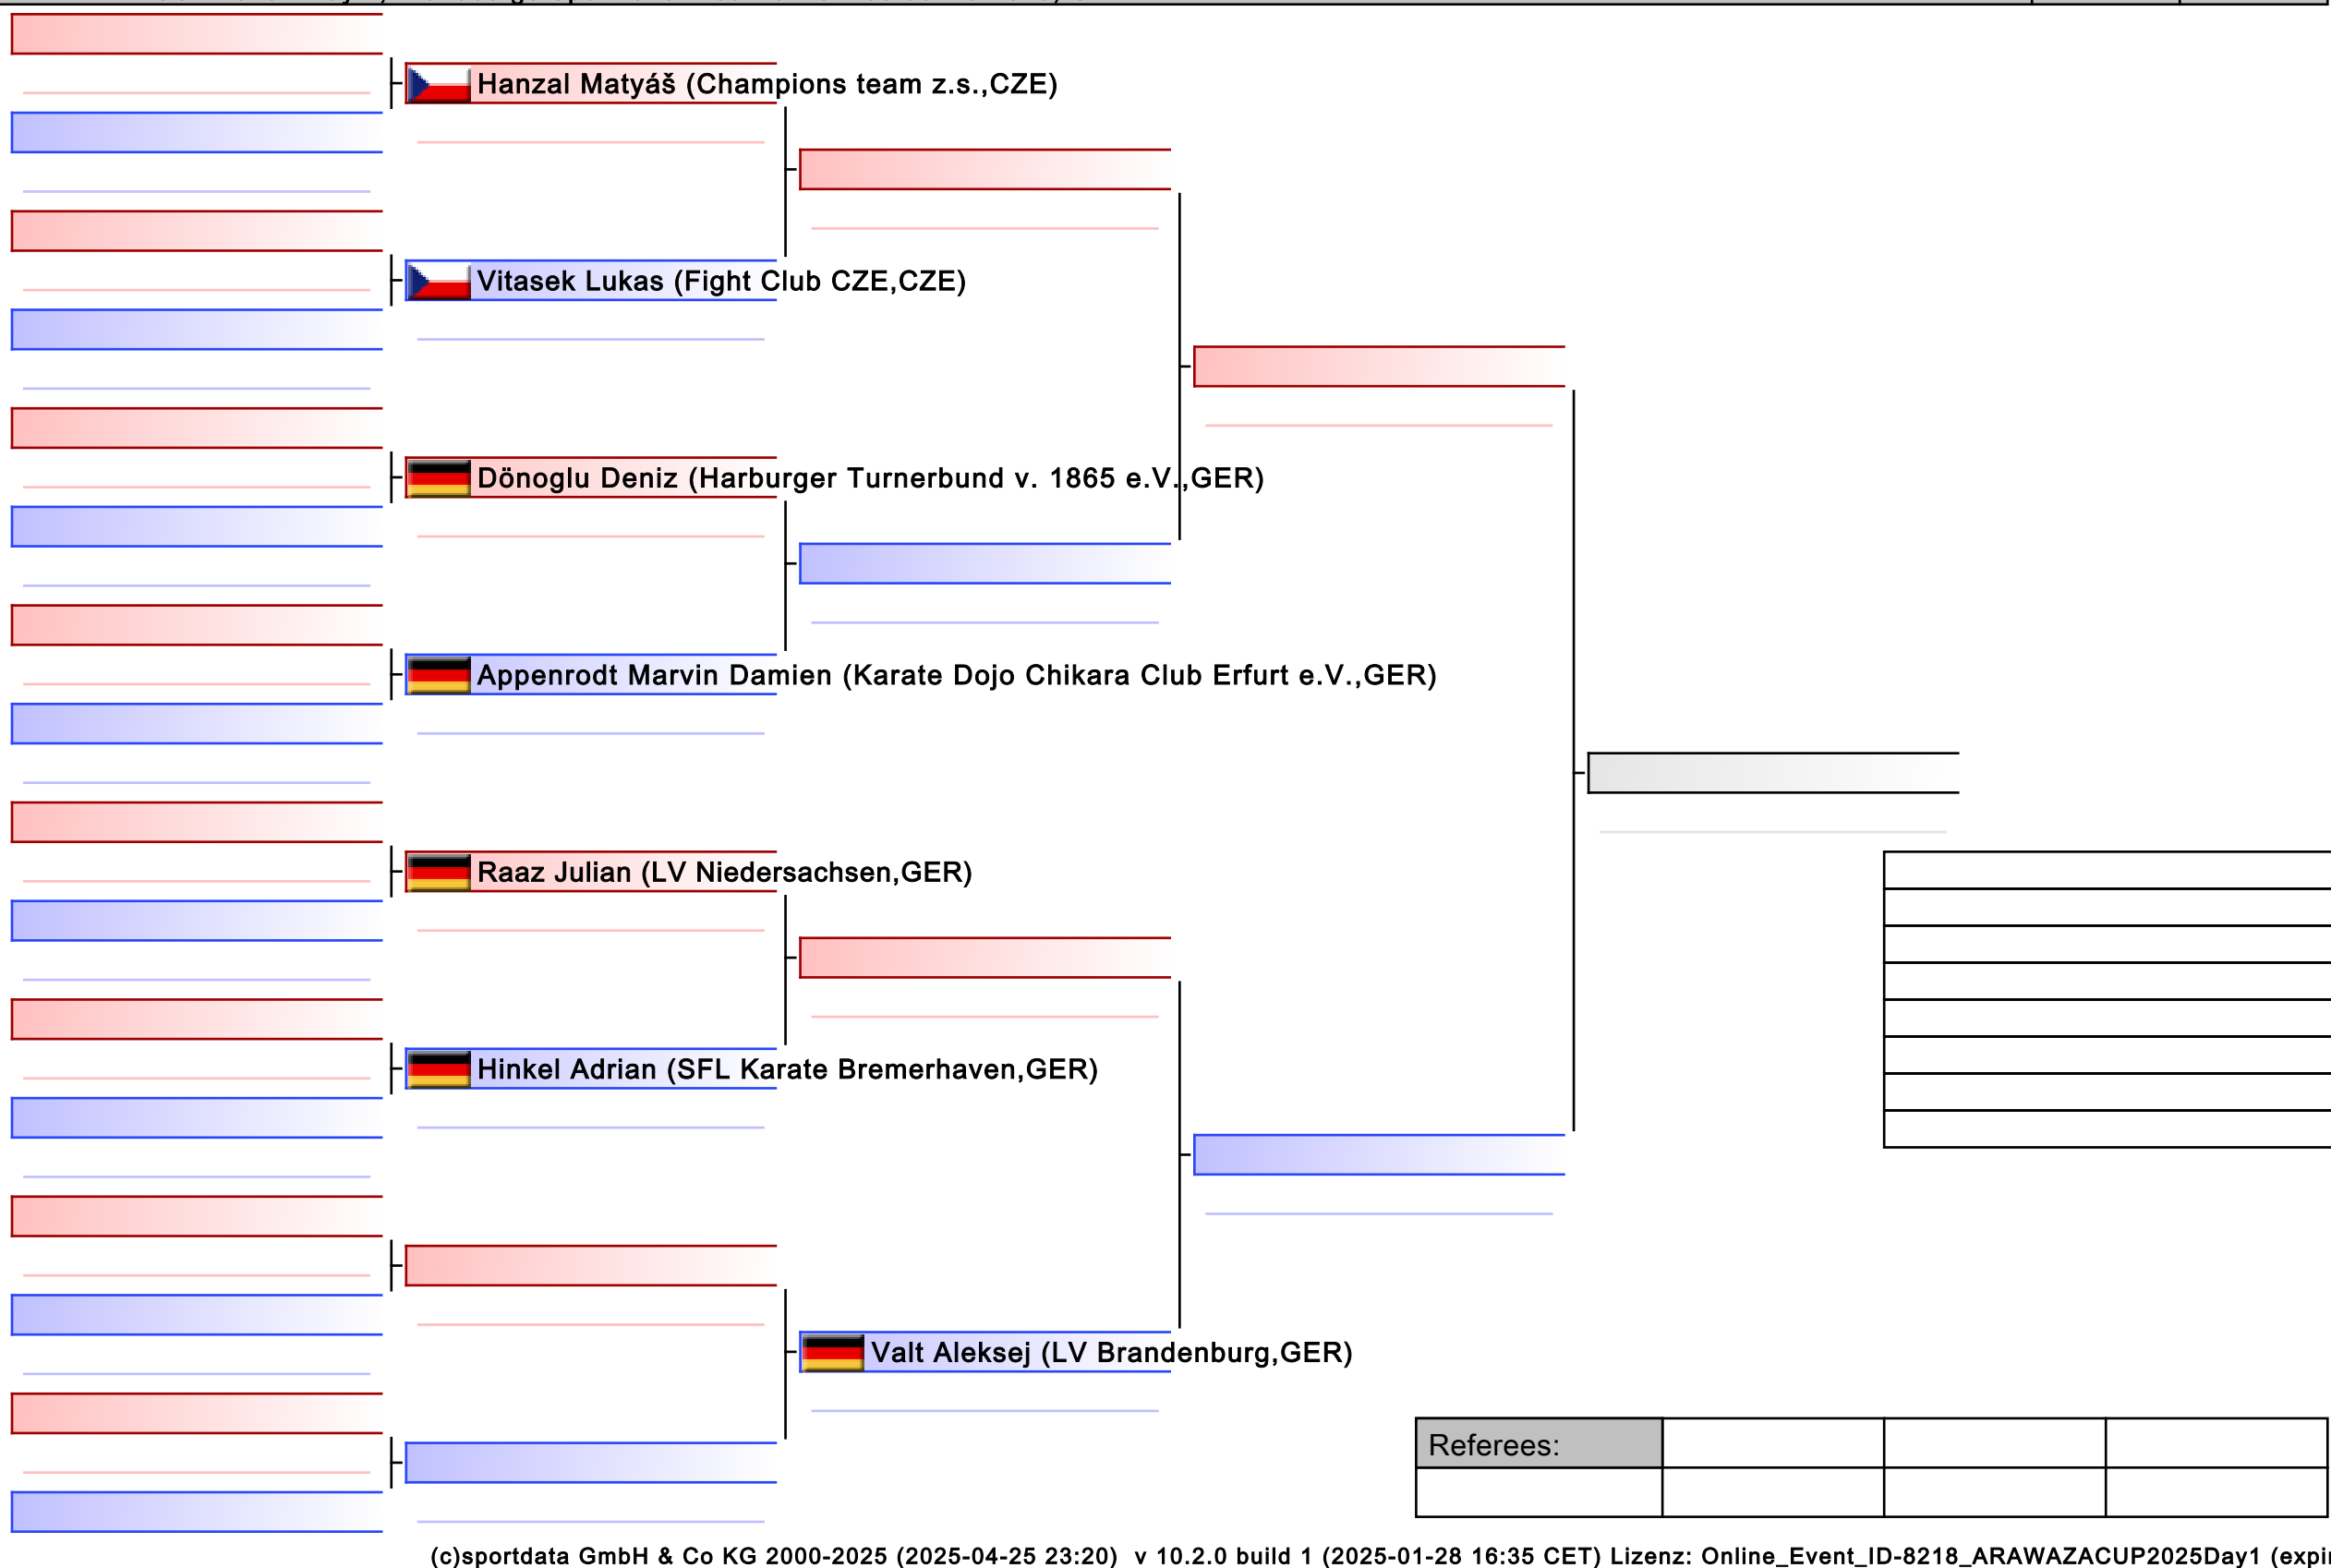 Hanzal Matyáš (Champions team z.s.,CZE)
Vitasek Lukas (Fight Club CZE,CZE)
Dönoglu Deniz (Harburger Turnerbund v. 1865 e.V.,GER)
Appenrodt Marvin Damien (Karate Dojo Chikara Club Erfurt e.V.,GER)
Raaz Julian (LV Niedersachsen,GER)
Hinkel Adrian (SFL Karate Bremerhaven,GER)
Valt Aleksej (LV Brandenburg,GER)
Referees:
(c)sportdata GmbH & Co KG 2000-2025 (2025-04-25 23:20) v 10.2.0 build 1 (2025-01-28 16:35 CET) Lizenz: Online_Event_ID-8218_ARAWAZACUP2025Day1